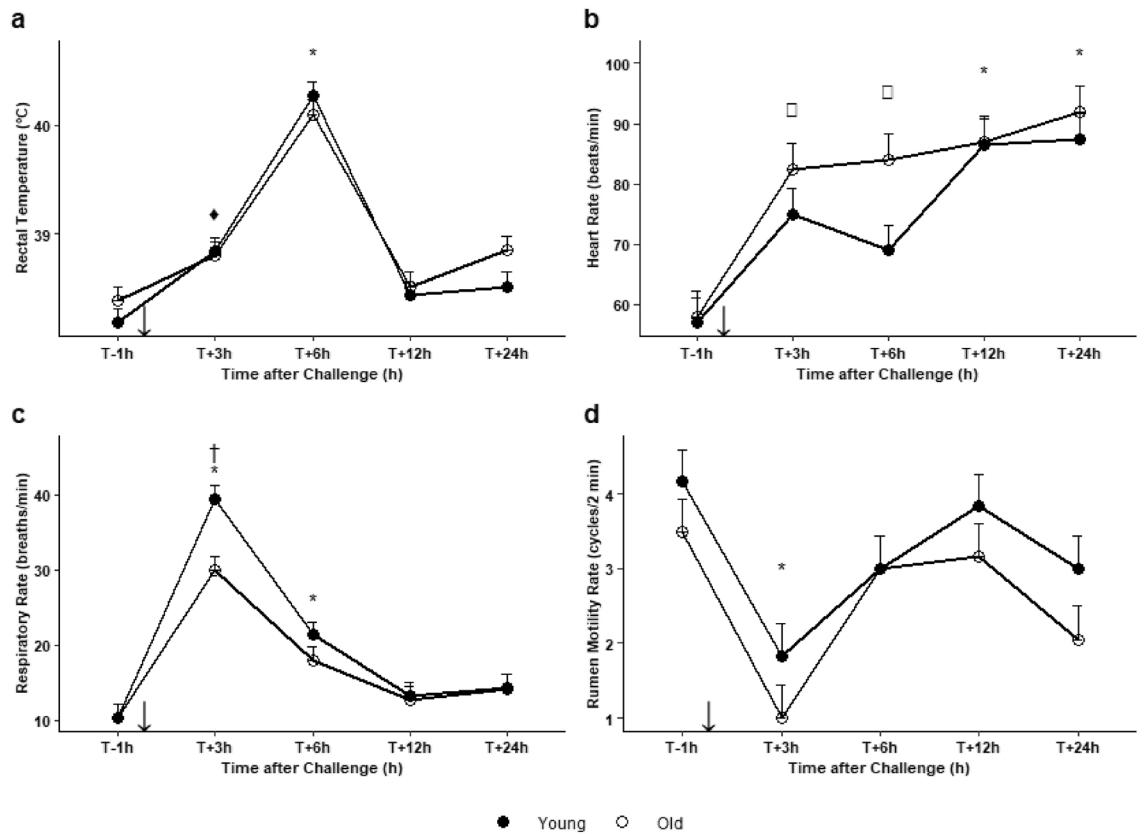 a
Rectal Temperature (°C)
40
39
♦
*
T-1h T+3h T+6h T+12h T+24h
Time after Challenge (h)
b
Heart Rate (beats/min)
100
90
80
70
60
□
□
*
*
T-1h T+3h T+6h T+12h T+24h
Time after Challenge (h)
c
Respiratory Rate (breaths/min)
40
30
20
10
†
*
*
T-1h T+3h T+6h T+12h T+24h
Time after Challenge (h)
d
Rumen Motility Rate (cycles/2 min)
4
3
2
1
*
T-1h T+3h T+6h T+12h T+24h
Time after Challenge (h)
Young Old